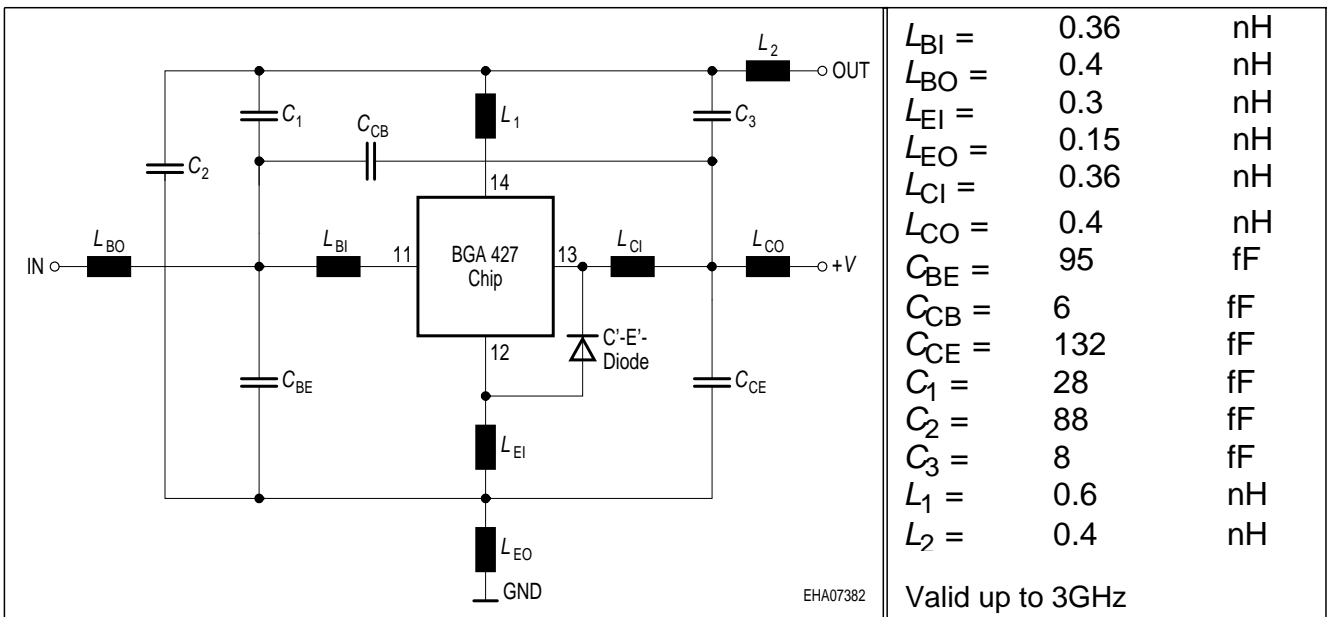 L2
OUT
C1
L1
C3
CCB
C2
14
LBO
LBI
11
BGA 427
Chip
13
LCI
LCO
IN
+V
12
C'-E'-
Diode
CBE
CCE
LEI
LEO
GND
EHA07382
LBI = 0.36 nH
LBO = 0.4 nH
LEI = 0.3 nH
LEO = 0.15 nH
LCI = 0.36 nH
LCO = 0.4 nH
CBE = 95 fF
CCB = 6 fF
CCE = 132 fF
C1 = 28 fF
C2 = 88 fF
C3 = 8 fF
L1 = 0.6 nH
L2 = 0.4 nH
Valid up to 3GHz